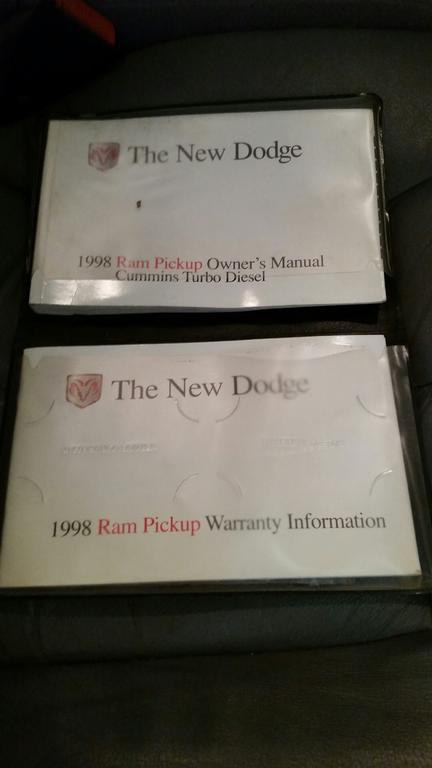 The New Dodge
1998 Ram Pickup Owner's Manual
Cummins Turbo Diesel
The New Dodge
1998 Ram Pickup Warranty Information